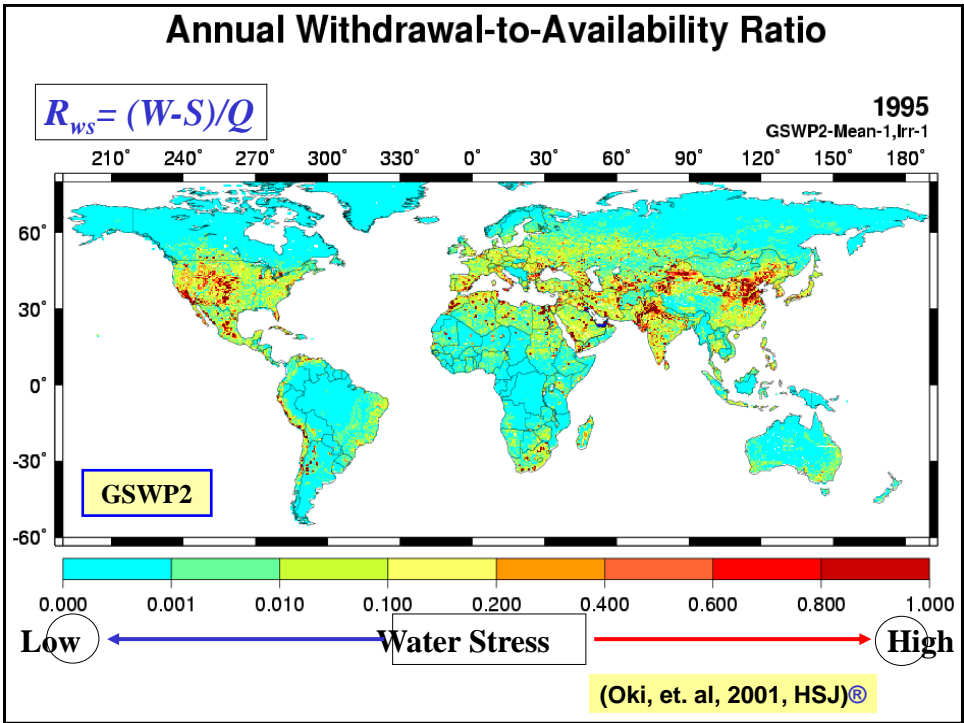 Annual Withdrawal-to-Availability Ratio
Rws= (W-S)/Q
1995
GSWP2-Mean-1,Irr-1
210° 240° 270° 300° 330° 0° 30° 60° 90° 120° 150° 180°
60°
30°
0°
-30°
-60°
GSWP2
0.000 0.001 0.010 0.100 0.200 0.400 0.600 0.800 1.000
Low Water Stress High
(Oki, et. al, 2001, HSJ)®